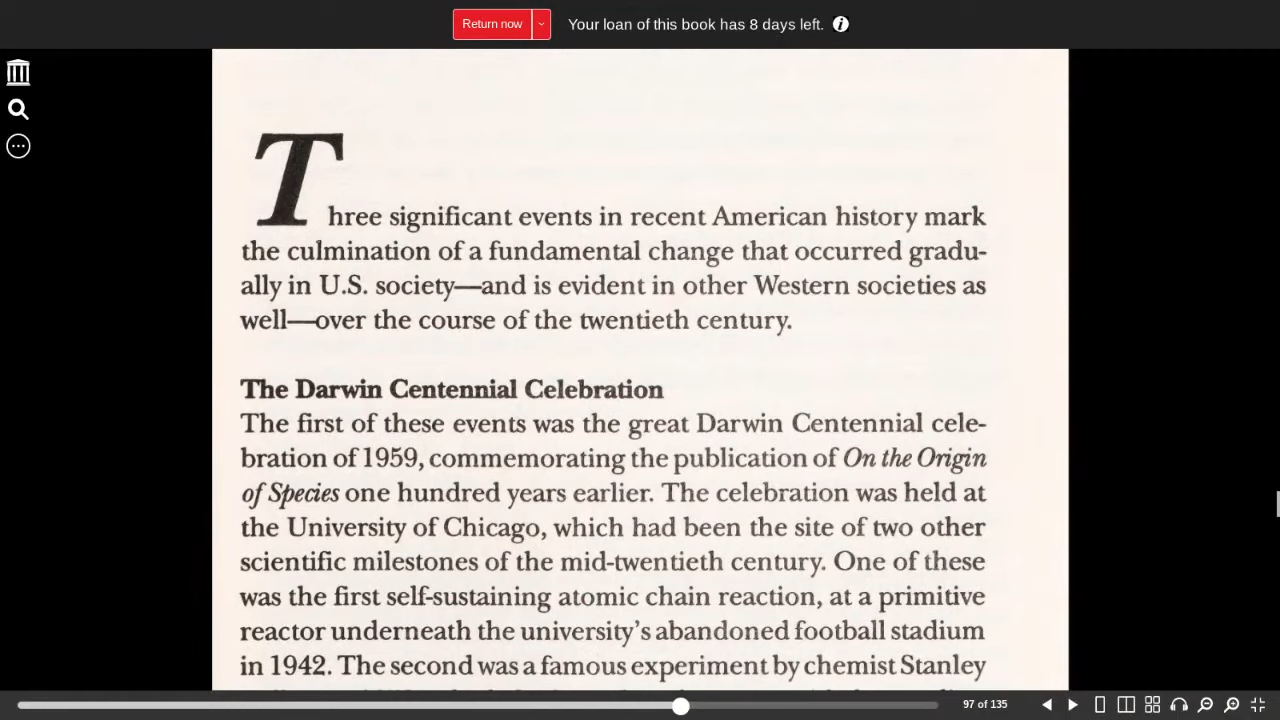 Return now
Your loan of this book has 8 days left.
Three significant events in recent American history mark
the culmination of a fundamental change that occurred gradu-
ally in U.S. society—and is evident in other Western societies as
well—over the course of the twentieth century.
The Darwin Centennial Celebration
The first of these events was the great Darwin Centennial cele-
bration of 1959, commemorating the publication of On the Origin
of Species one hundred years earlier. The celebration was held at
the University of Chicago, which had been the site of two other
scientific milestones of the mid-twentieth century. One of these
was the first self-sustaining atomic chain reaction, at a primitive
reactor underneath the university's abandoned football stadium
in 1942. The second was a famous experiment by chemist Stanley
97 of 135